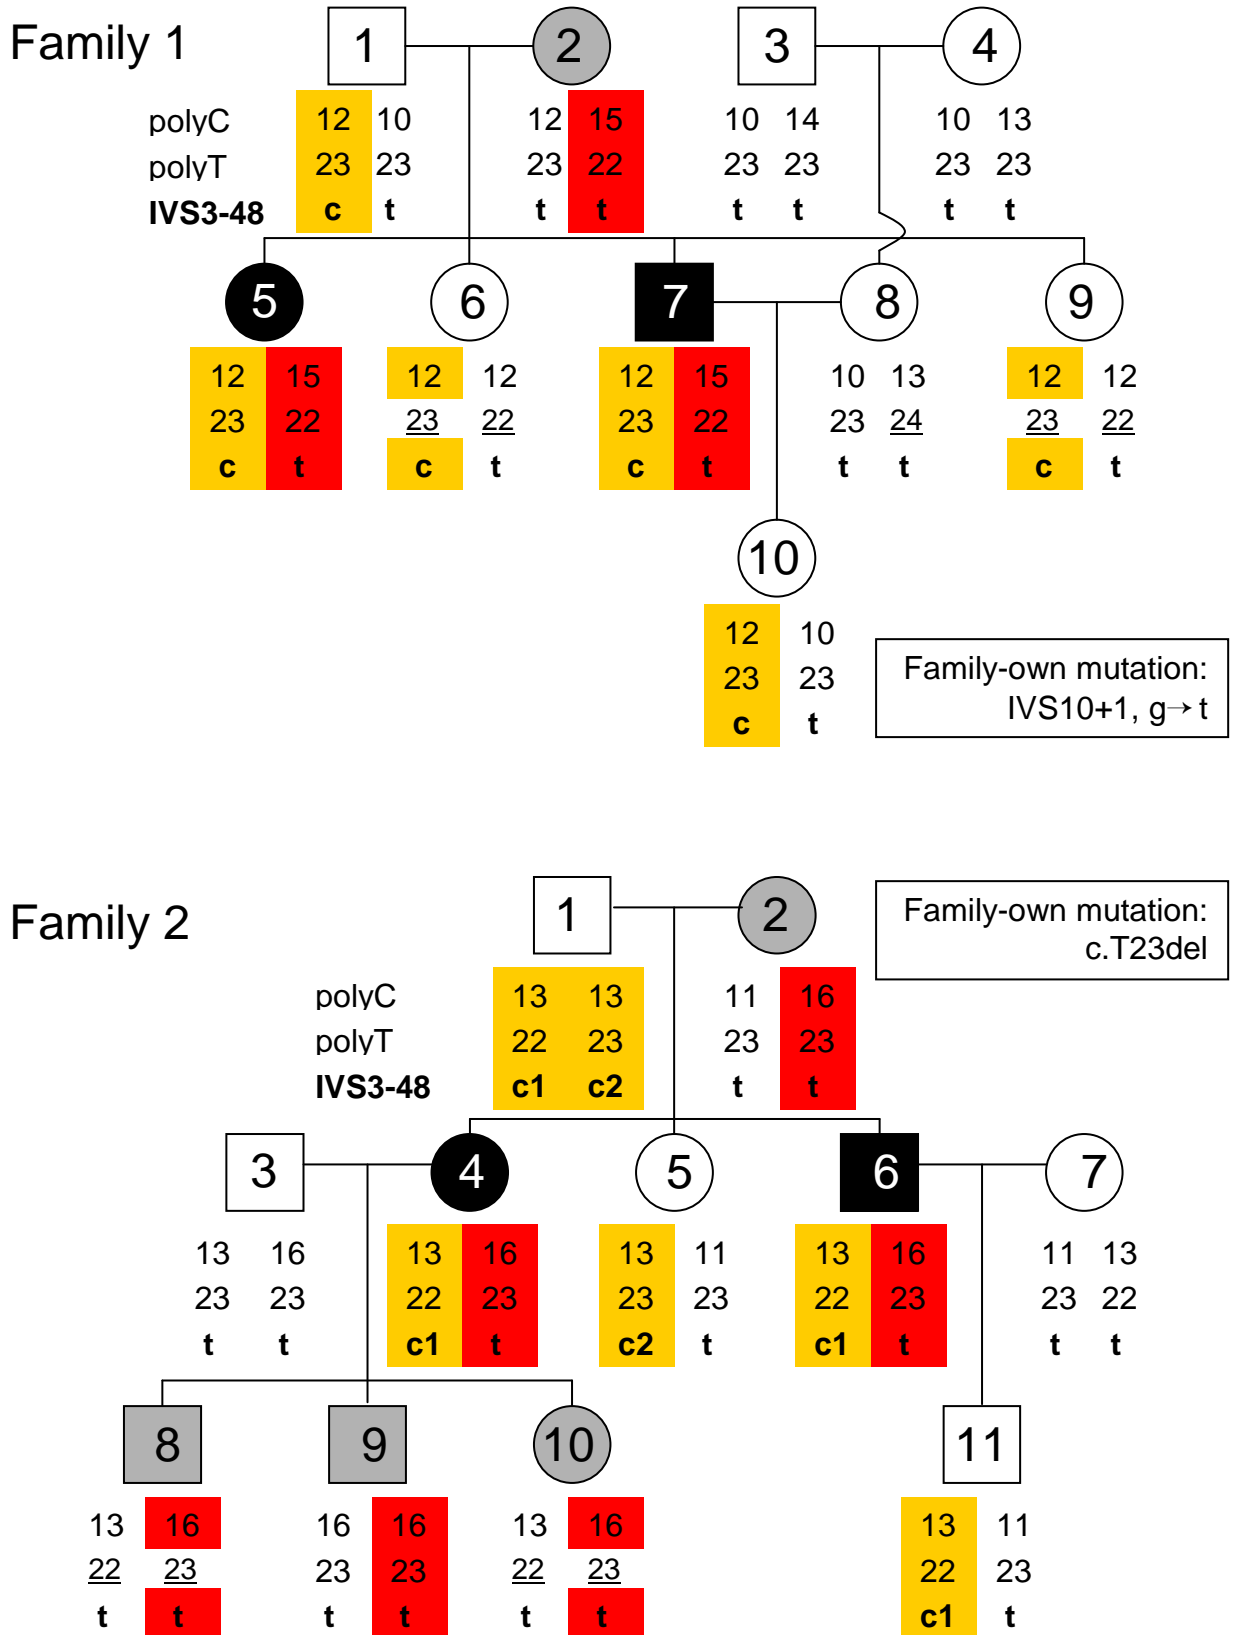 Family 1
1 2 3 4
polyC 12 10 12 15 10 14 10 13
polyT 23 23 23 22 23 23 23 23
IVS3-48 c t t t t t t t
5 6 7 8 9
12 15 12 12 12 15 10 13 12 12
23 22 23 22 23 22 23 24 23 22
c t c t c t t t c t
10
12 10
23 23
c t
Family-own mutation:
IVS10+1, g→t
Family 2
1 2
Family-own mutation:
c.T23del
polyC 13 13 11 16
polyT 22 23 23 23
IVS3-48 c1 c2 t t
3 4 5 6 7
13 16 13 16 13 11 13 16 11 13
23 23 22 23 23 23 22 23 23 22
t t c1 t c2 t c1 t t t
8 9 10 11
13 16 16 16 13 16 13 11
22 23 23 23 22 23 22 23
t t t t t t c1 t